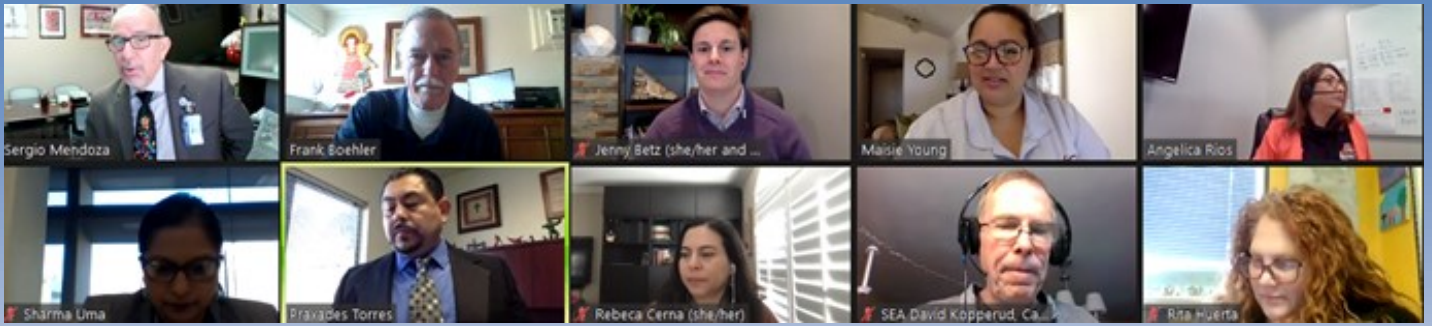 Sergio Mendoza
Frank Boehler
Jenny Betz (she/her and ...
Maisie Young
Angelica Rios
Sharma Uma
Praxades Torres
Rebeca Cerna (she/her)
SEA David Kopperud, Ca...
Rita Huerta